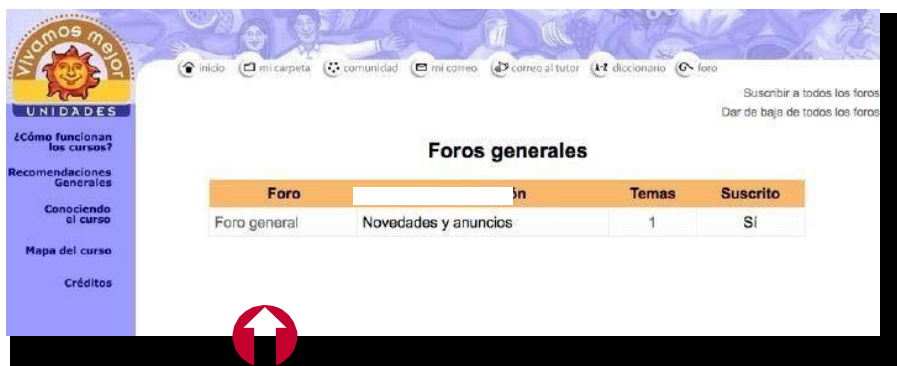 Vivamos mejor
UNIDADES
inicio mi carpeta comunidad mi correo correo al tutor diccionario foro
Suscribir a todos los foros
Dar de baja de todos los foros
¿Cómo funcionan
los cursos?
Recomendaciones
Generales
Conociendo
el curso
Mapa del curso
Créditos
Foros generales
Foro ón Temas Suscrito
Foro general Novedades y anuncios 1 Sí